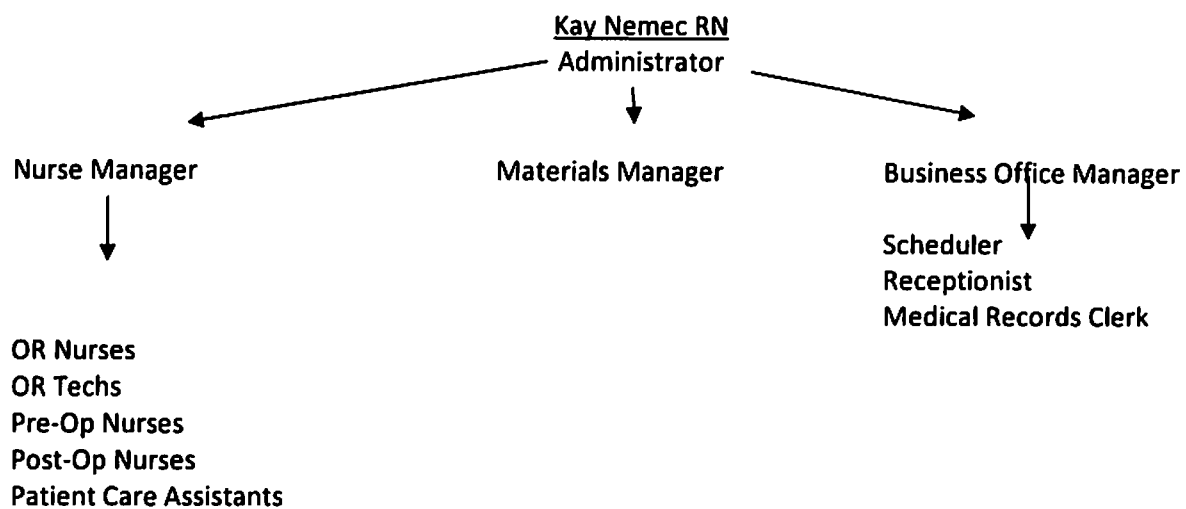 Kay Nemec RN
Administrator
Nurse Manager
Materials Manager
Business Office Manager
Scheduler
Receptionist
Medical Records Clerk
OR Nurses
OR Techs
Pre-Op Nurses
Post-Op Nurses
Patient Care Assistants